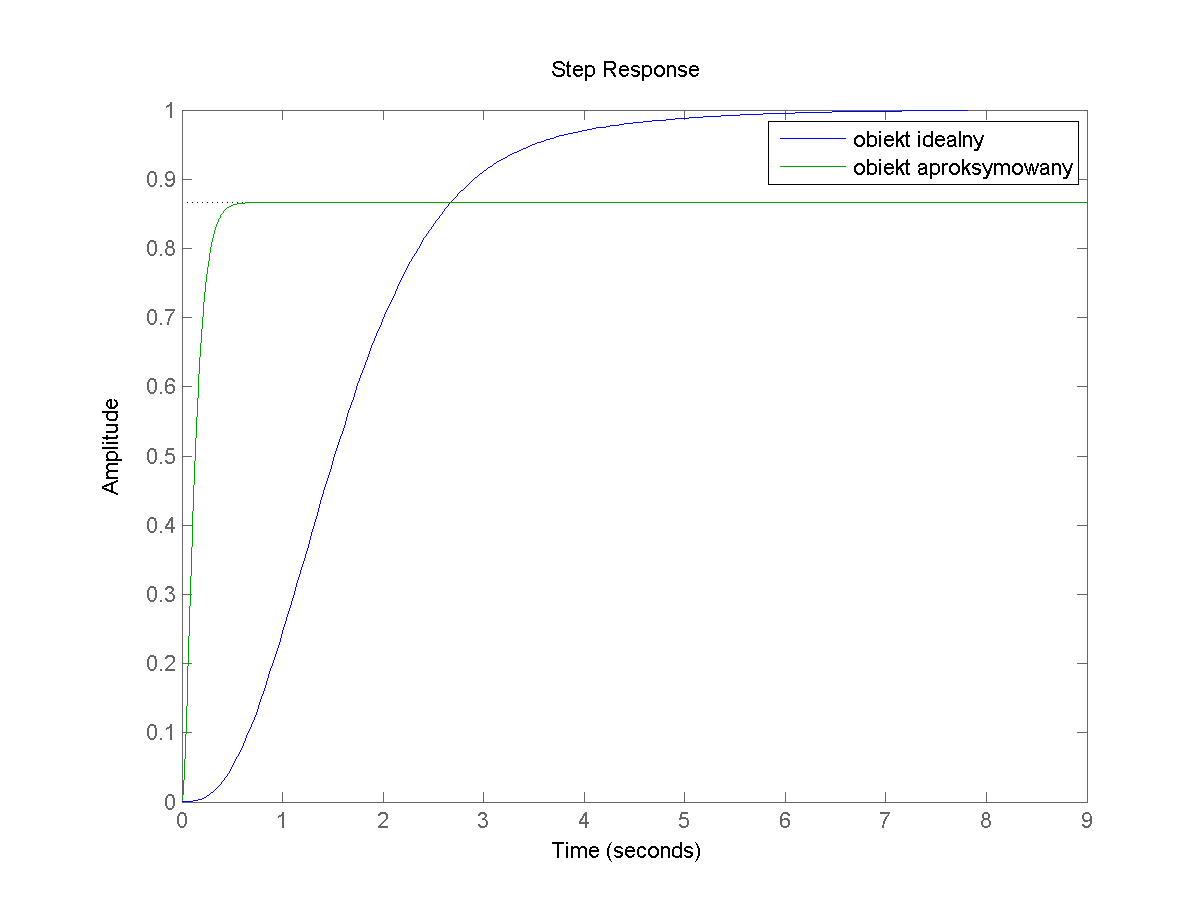 Step Response
1
0.9
0.8
0.7
0.6
0.5
0.4
0.3
0.2
0.1
0
Amplitude
obiekt idealny
obiekt aproksymowany
0 1 2 3 4 5 6 7 8 9
Time (seconds)